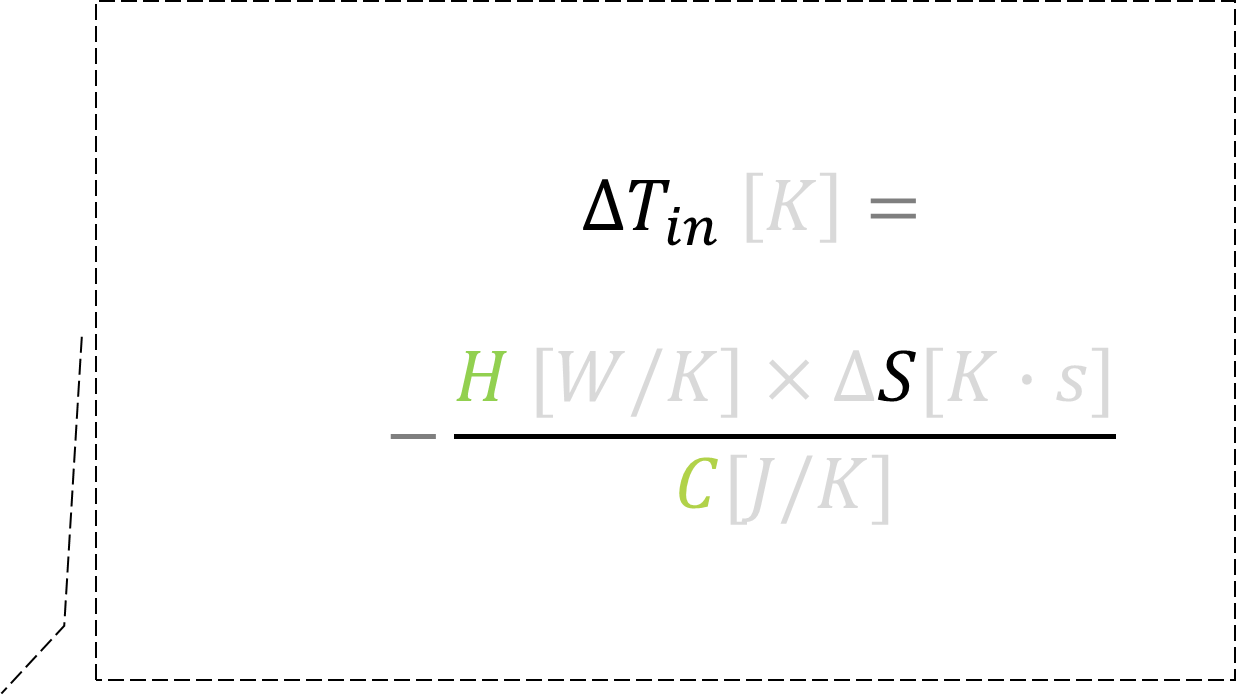 ΔT_in [K] =
− H [W/K] × ΔS[K · s]
C[J/K]